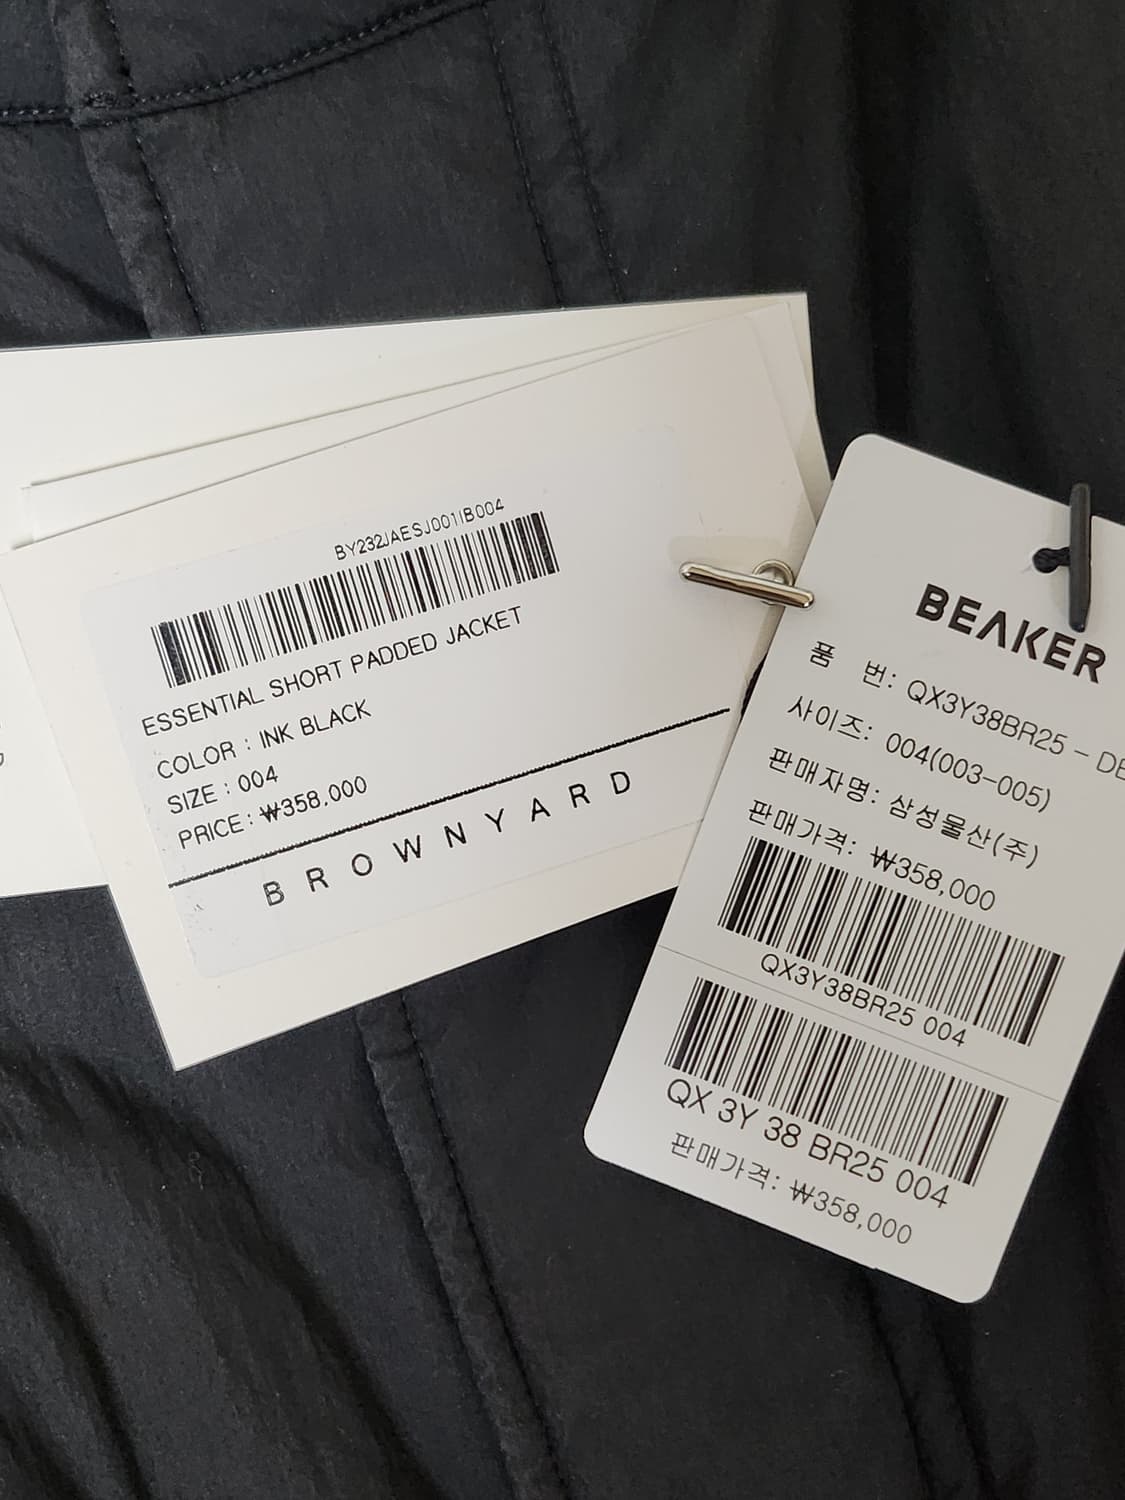 BY232JAESJ001IB004
ESSENTIAL SHORT PADDED JACKET
COLOR : INK BLACK
SIZE : 004
PRICE : ₩358,000
BROWNYARD
BEAKER
품 번: QX3Y38BR25 -
사이즈: 004(003-005)
판매자명: 삼성물산(주)
판매가격: ₩358,000
QX3Y38BR25 004
QX 3Y 38 BR25 004
판매가격: ₩358,000